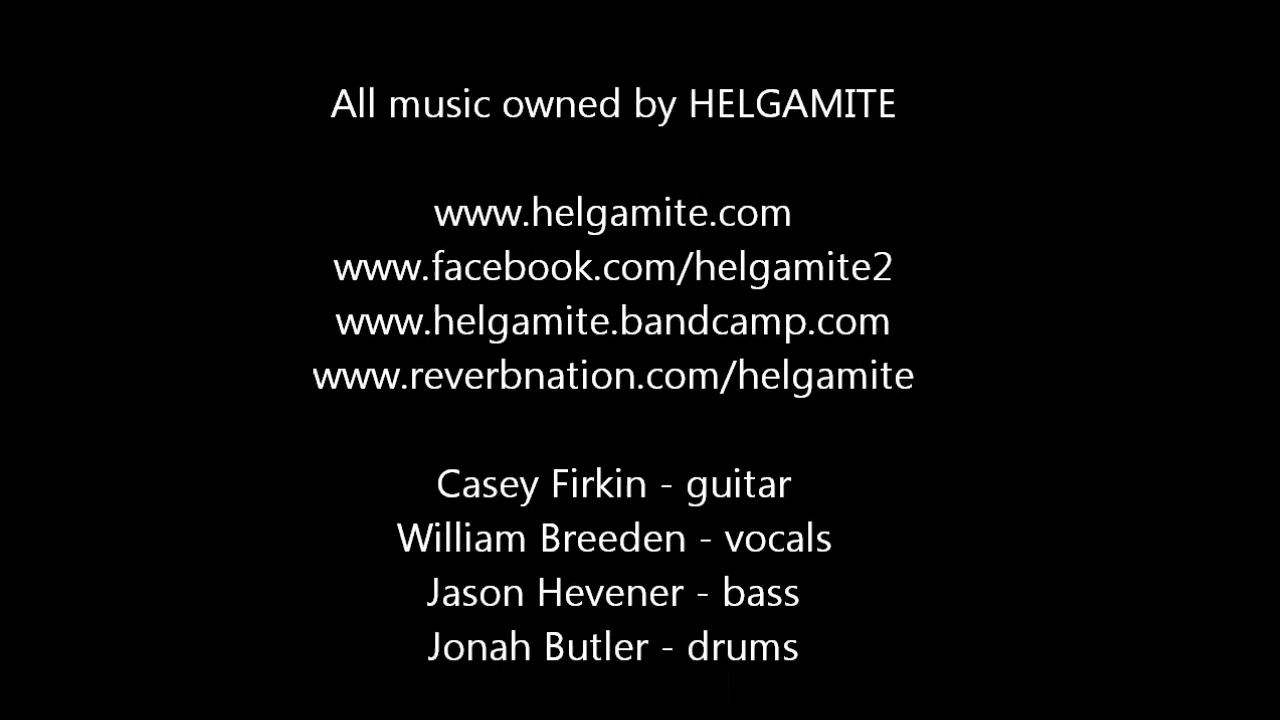 All music owned by HELGAMITE
www.helgamite.com
www.facebook.com/helgamite2
www.helgamite.bandcamp.com
www.reverbnation.com/helgamite
Casey Firkin - guitar
William Breeden - vocals
Jason Hevener - bass
Jonah Butler - drums